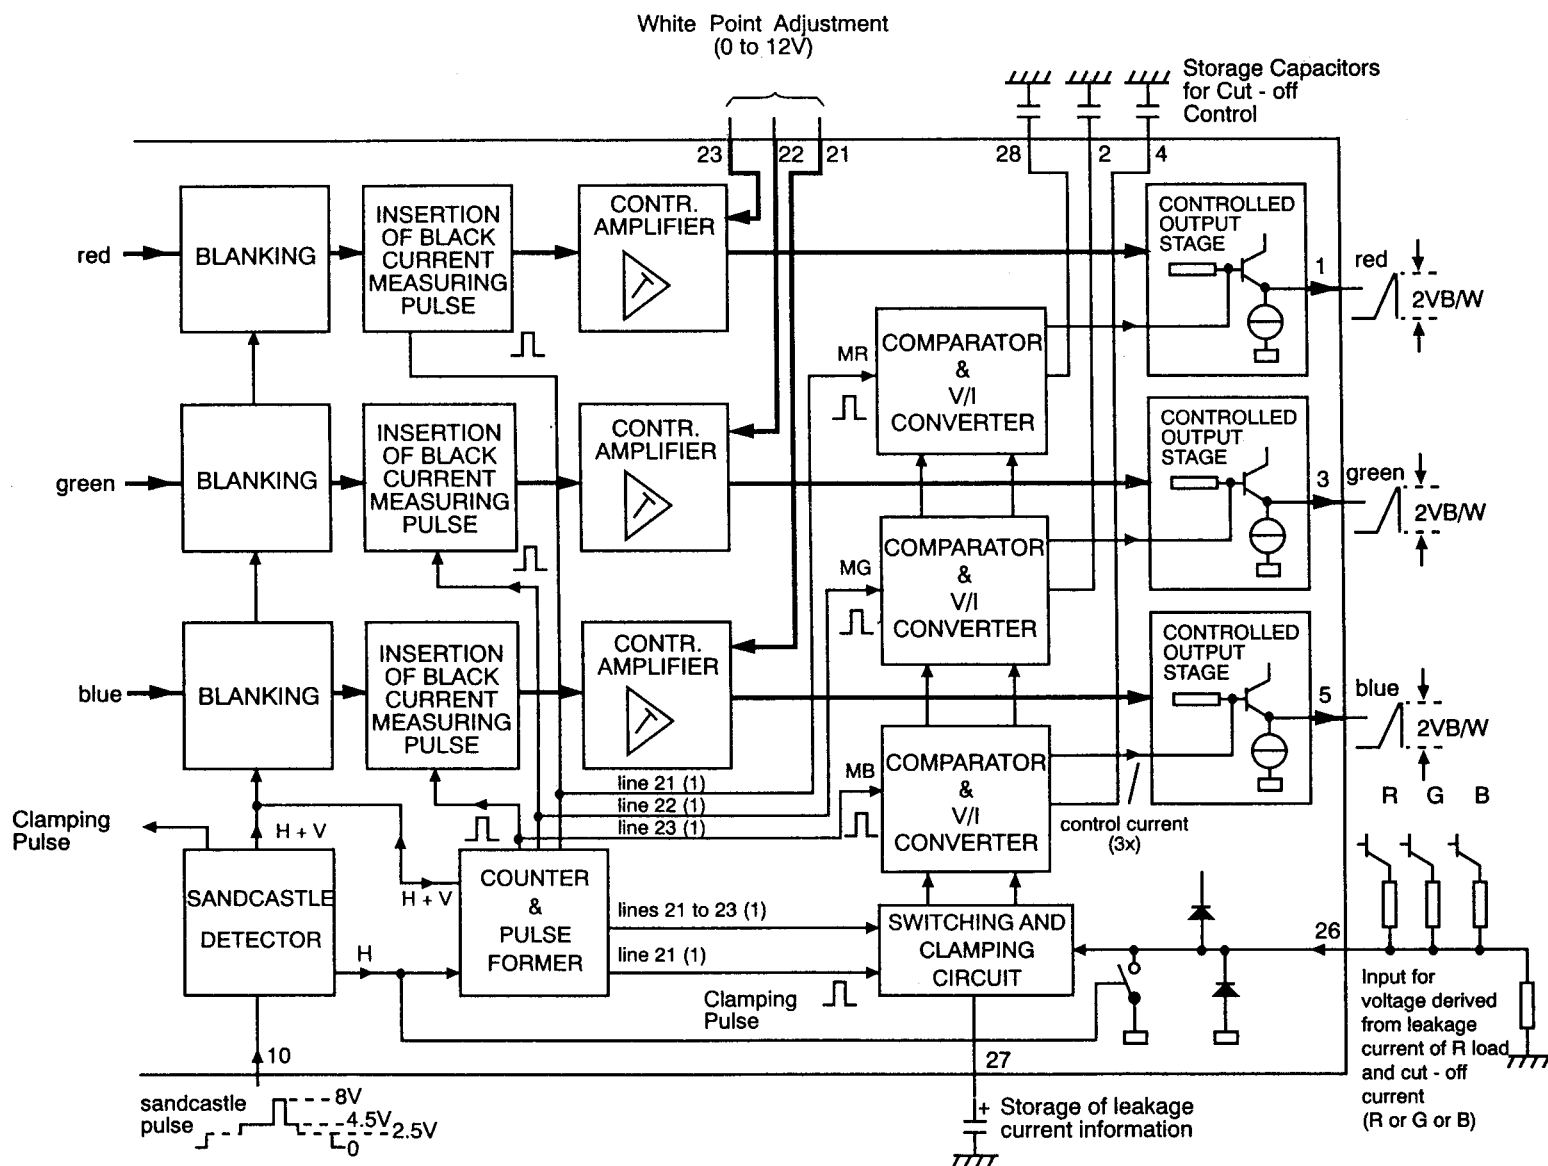 White Point Adjustment
(0 to 12V)
Storage Capacitors
for Cut - off
Control
23
22
21
28
2
4
red
BLANKING
INSERTION
OF BLACK
CURRENT
MEASURING
PULSE
CONTR.
AMPLIFIER
CONTROLLED
OUTPUT
STAGE
1
red
2VB/W
MR
COMPARATOR
&
V/I
CONVERTER
green
BLANKING
INSERTION
OF BLACK
CURRENT
MEASURING
PULSE
CONTR.
AMPLIFIER
CONTROLLED
OUTPUT
STAGE
3
green
2VB/W
MG
COMPARATOR
&
V/I
CONVERTER
blue
BLANKING
INSERTION
OF BLACK
CURRENT
MEASURING
PULSE
CONTR.
AMPLIFIER
CONTROLLED
OUTPUT
STAGE
5
blue
2VB/W
MB
COMPARATOR
&
V/I
CONVERTER
line 21 (1)
line 22 (1)
line 23 (1)
control current
(3x)
R G B
Clamping
Pulse
H + V
H + V
SANDCASTLE
DETECTOR
H
COUNTER
&
PULSE
FORMER
lines 21 to 23 (1)
line 21 (1)
Clamping
Pulse
SWITCHING AND
CLAMPING
CIRCUIT
26
Input for
voltage derived
from leakage
current of R load
and cut - off
current
(R or G or B)
10
27
sandcastle
pulse
8V
4.5V
2.5V
0
+
Storage of leakage
current information